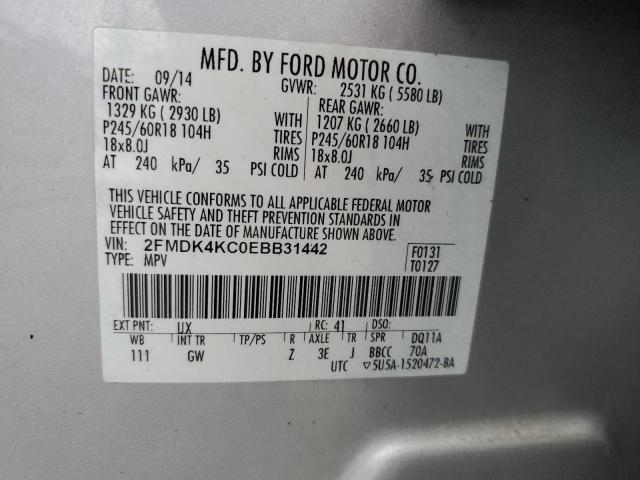 MFD. BY FORD MOTOR CO.
DATE: 09/14 GVWR: 2531 KG ( 5580 LB)
FRONT GAWR: REAR GAWR:
1329 KG ( 2930 LB) WITH 1207 KG ( 2660 LB) WITH
P245/60R18 104H TIRES P245/60R18 104H TIRES
18x8.0J RIMS 18x8.0J RIMS
AT 240 kPa/ 35 PSI COLD AT 240 kPa/ 35 PSI COLD
THIS VEHICLE CONFORMS TO ALL APPLICABLE FEDERAL MOTOR
VEHICLE SAFETY AND THEFT PREVENTION STANDARDS IN
EFFECT ON THE DATE OF MANUFACTURE SHOWN ABOVE.
VIN: 2FMDK4KC0EBB31442
TYPE: MPV
F0131
T0127
EXT PNT: UX RC: 41 DSO:
WB INT TR TP/PS R AXLE TR SPR DQ11A
111 GW Z 3E J BBCC 70A
UTC ▽5U5A-1520472-BA